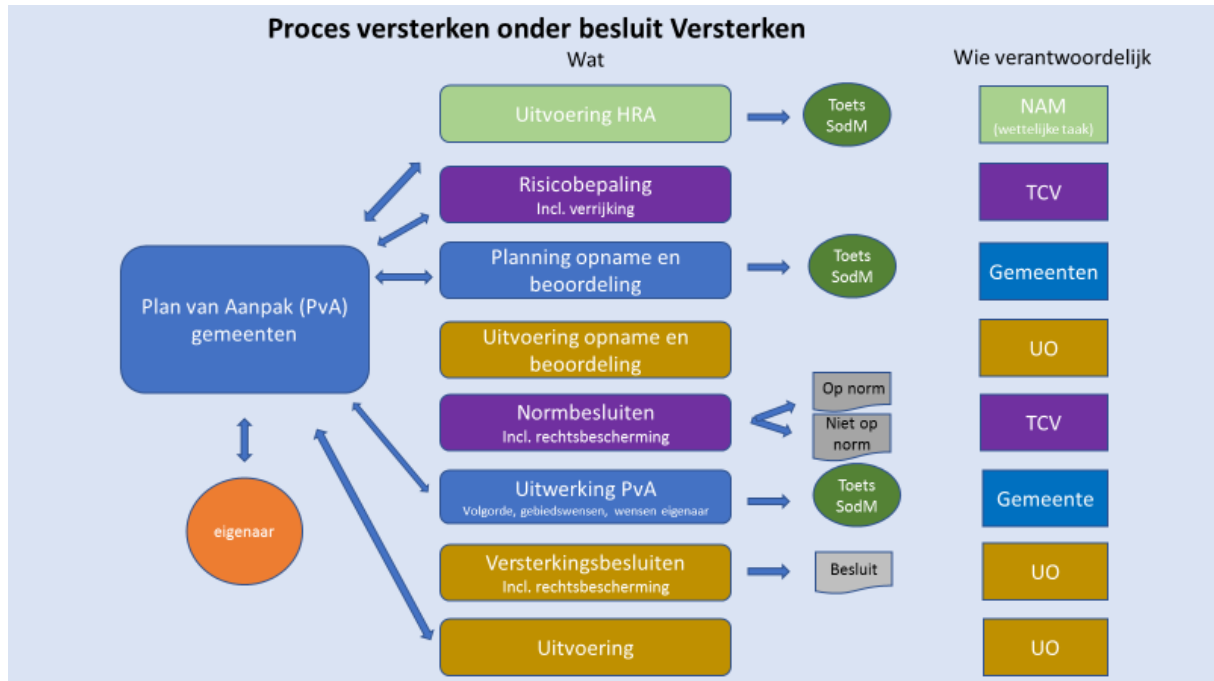 Proces versterken onder besluit Versterken
Wat
Wie verantwoordelijk
Uitvoering HRA
Toets
SodM
NAM
(wettelijke taak)
Risicobepaling
Incl. verrijking
TCV
Planning opname en
beoordeling
Toets
SodM
Gemeenten
Plan van Aanpak (PvA)
gemeenten
Uitvoering opname en
beoordeling
UO
Normbesluiten
Incl. rechtsbescherming
Op norm
Niet op
norm
TCV
Uitwerking PvA
Volgorde, gebiedswensen, wensen eigenaar
Toets
SodM
Gemeente
eigenaar
Versterkingsbesluiten
Incl. rechtsbescherming
Besluit
UO
Uitvoering
UO